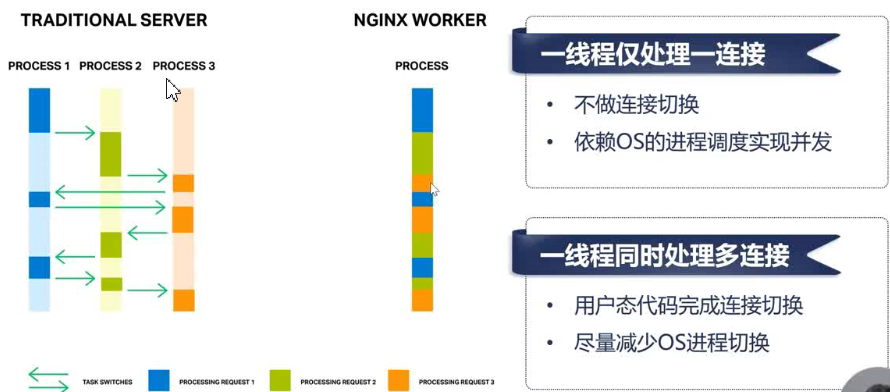 TRADITIONAL SERVER
NGINX WORKER
PROCESS 1
PROCESS 2
PROCESS 3
PROCESS
TASK SWITCHES
PROCESSING REQUEST 1
PROCESSING REQUEST 2
PROCESSING REQUEST 3
一线程仅处理一连接
• 不做连接切换
• 依赖OS的进程调度实现并发
一线程同时处理多连接
• 用户态代码完成连接切换
• 尽量减少OS进程切换